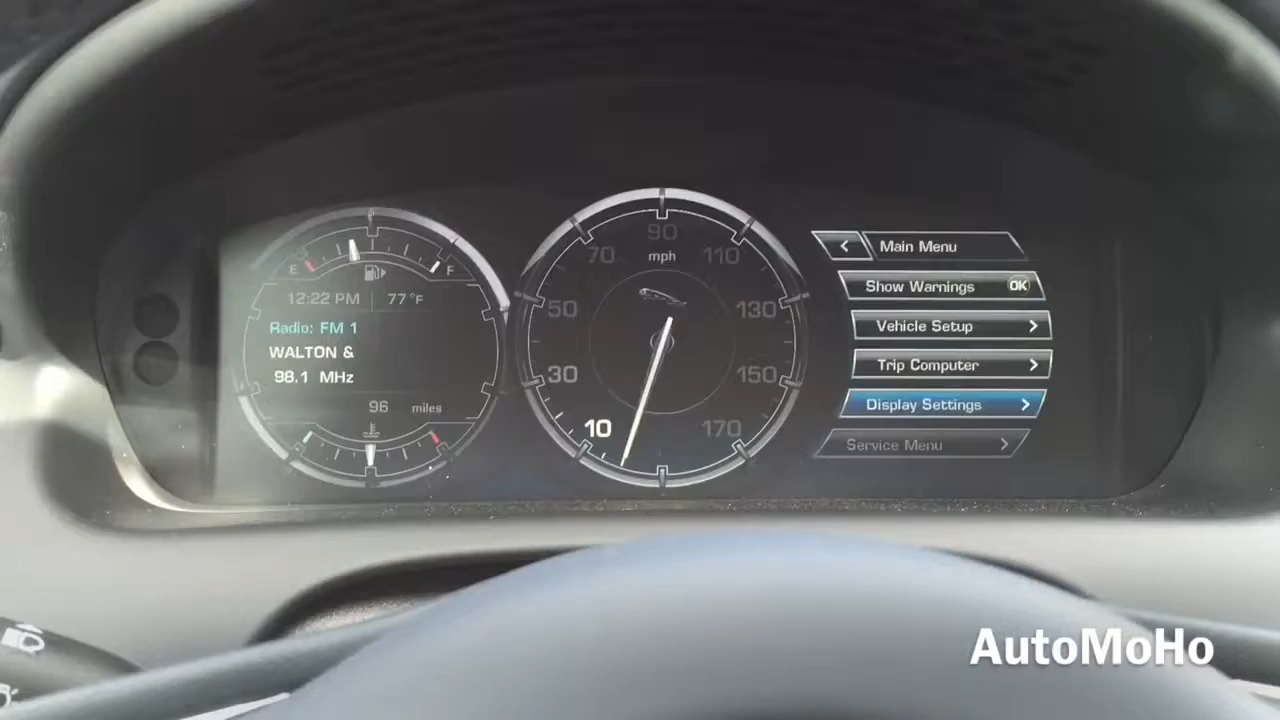 E F
12:22 PM 77°F
Radio: FM 1
WALTON &
98.1 MHz
96 miles
90
70 110
mph
50 130
30 150
10 170
Main Menu
Show Warnings OK
Vehicle Setup
Trip Computer
Display Settings
Service Menu
AutoMoHo